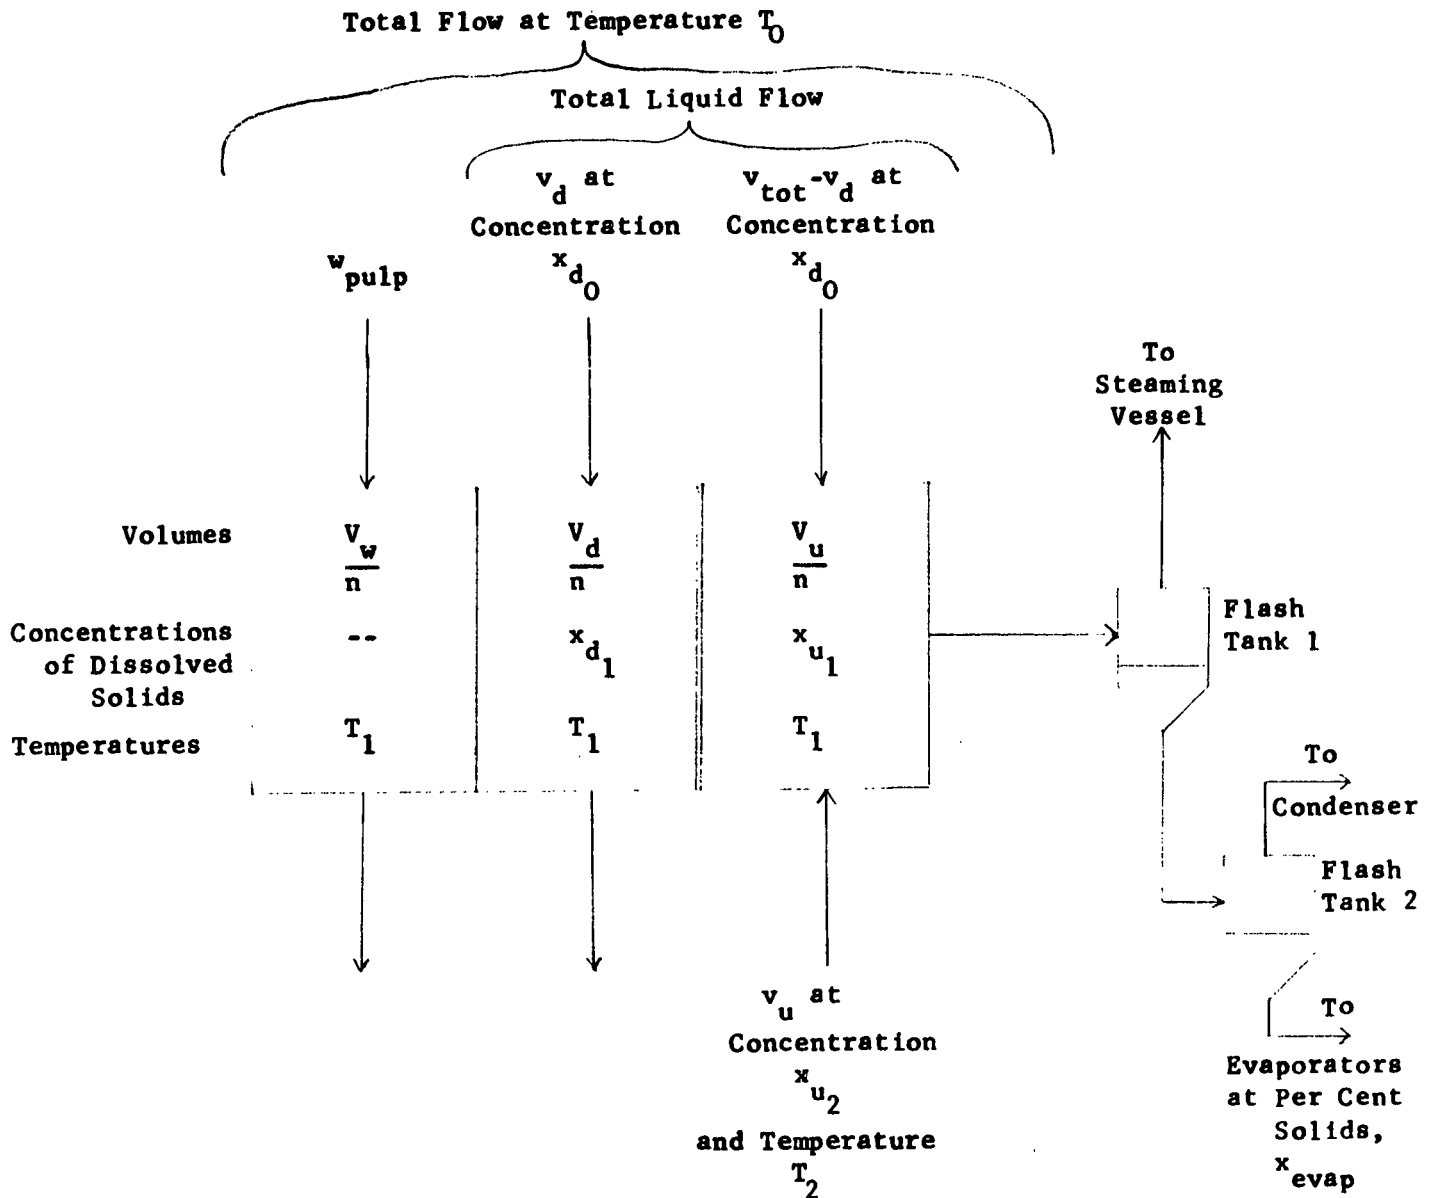 Total Flow at Temperature T0
Total Liquid Flow
vd at
Concentration
xd0
vtot-vd at
Concentration
xd0
wpulp
To
Steaming
Vessel
Volumes
Vw
n
Vd
n
Vu
n
Flash
Tank 1
Concentrations
of Dissolved
Solids
--
xd1
xu1
Temperatures
T1
T1
T1
To
Condenser
Flash
Tank 2
vu at
Concentration
xu2
and Temperature
T2
To
Evaporators
at Per Cent
Solids,
xevap